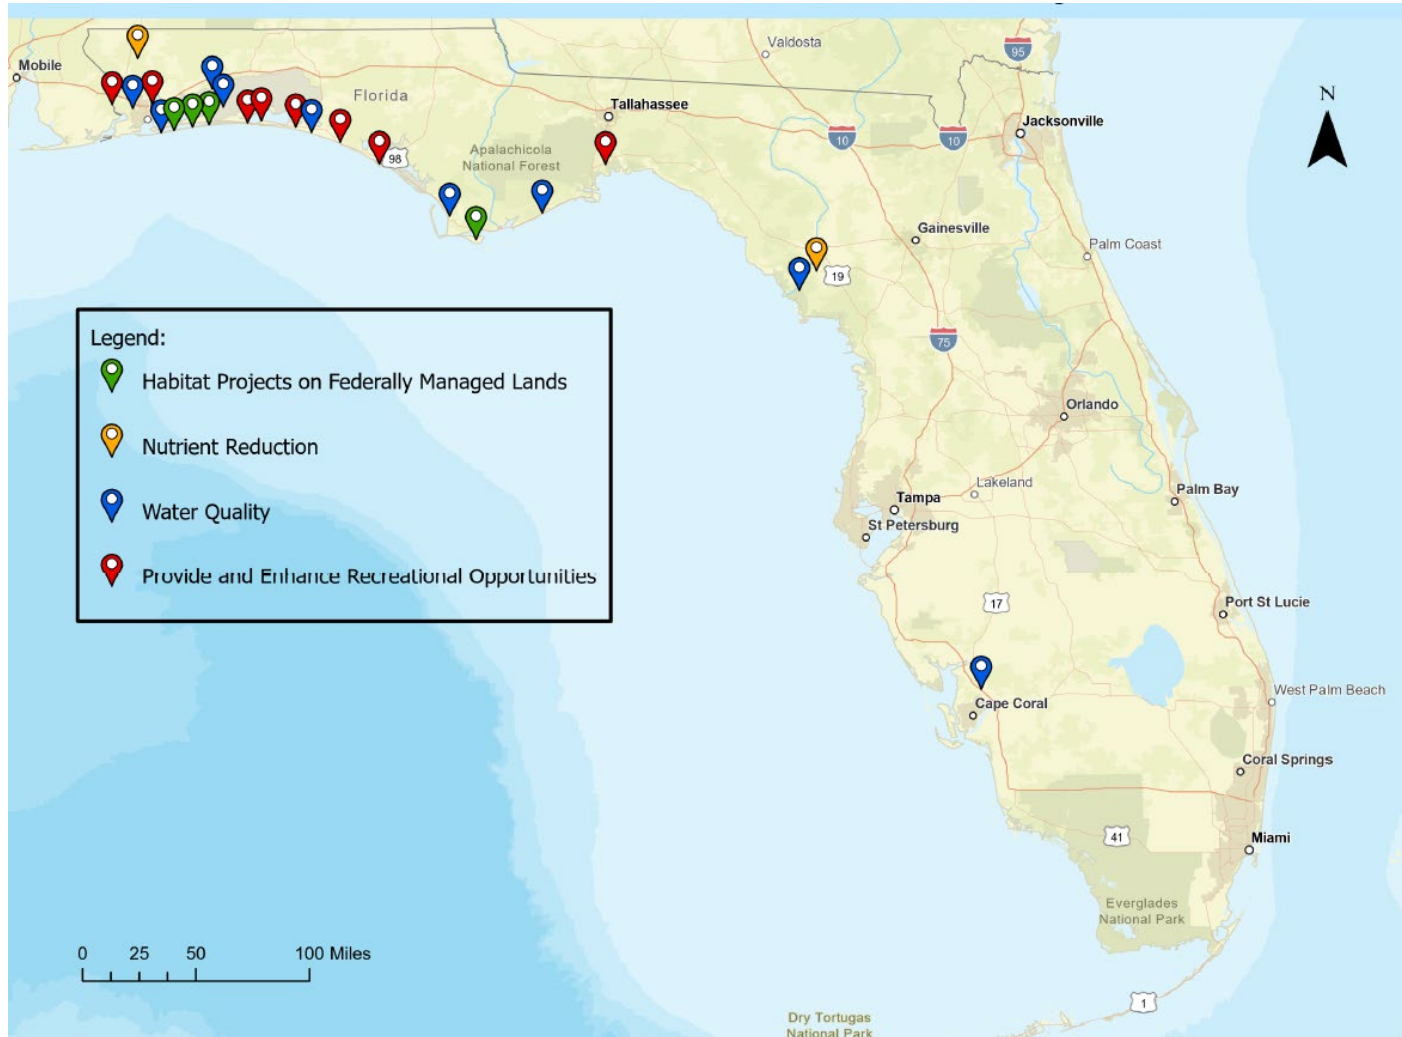 Valdosta
95
Mobile
Florida
Tallahassee
Jacksonville
N
10
10
98
Apalachicola
National Forest
Gainesville
Palm Coast
19
Legend:
Habitat Projects on Federally Managed Lands
Nutrient Reduction
Water Quality
Provide and Enhance Recreational Opportunities
75
Orlando
Lakeland
Palm Bay
Tampa
St Petersburg
17
Port St Lucie
West Palm Beach
Cape Coral
Coral Springs
41
Miami
Everglades
National Park
0 25 50 100 Miles
1
Dry Tortugas
National Park